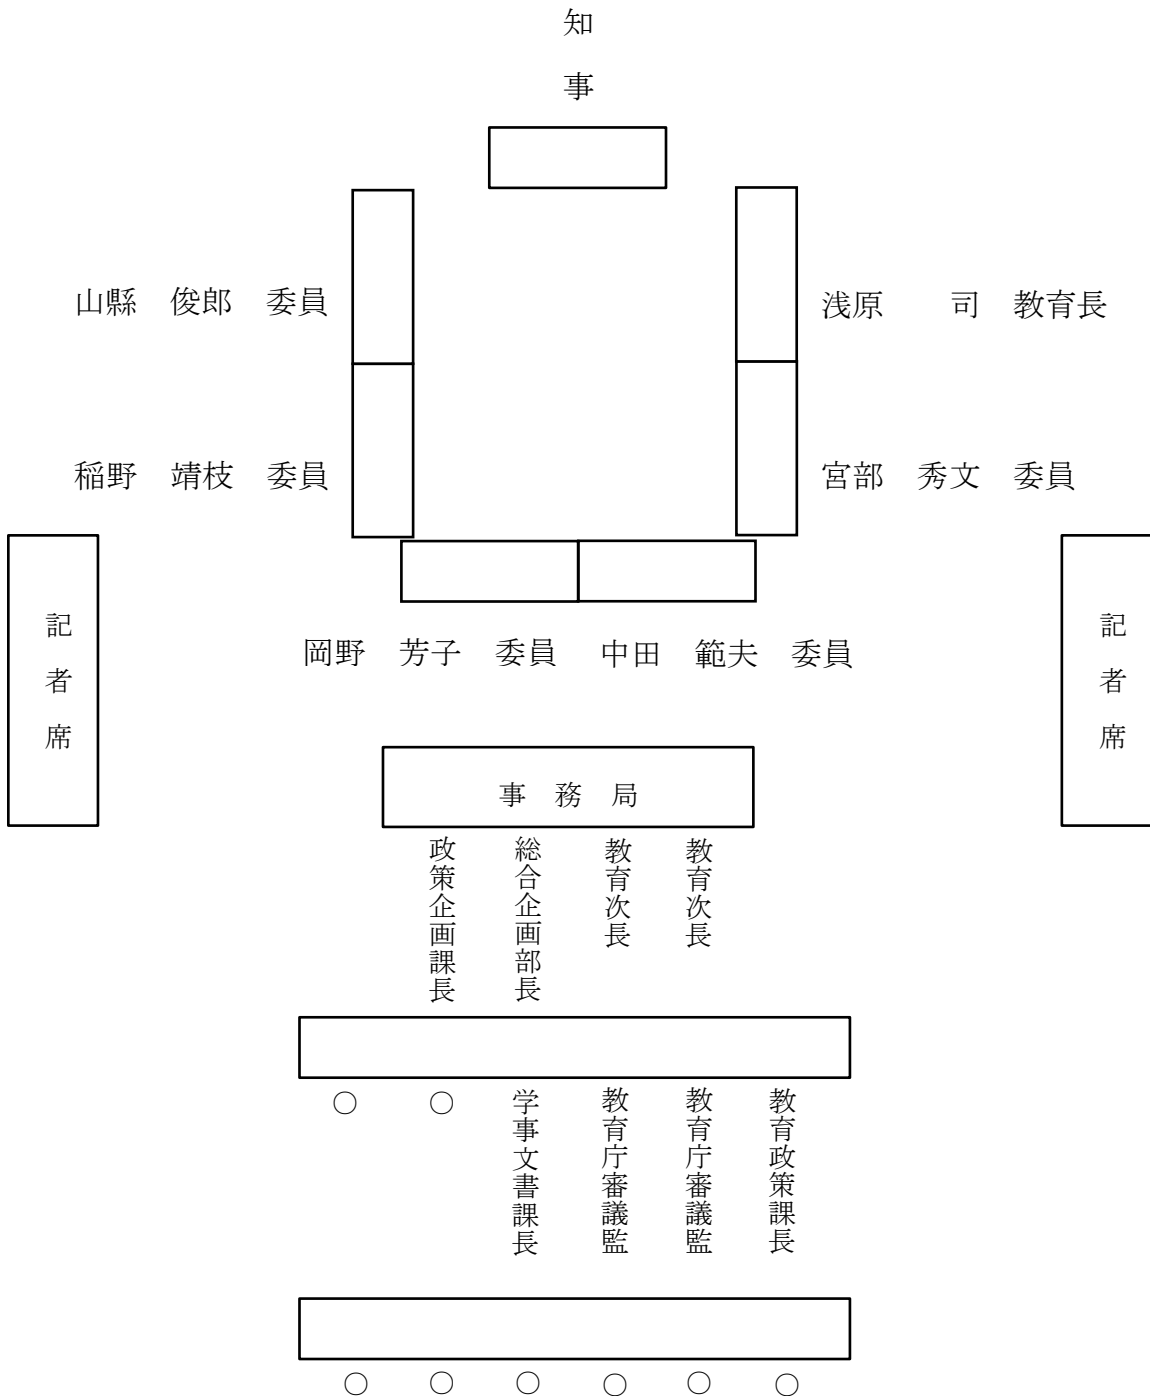 知事
山縣　俊郎　委員
浅原　　司　教育長
稲野　靖枝　委員
宮部　秀文　委員
記者席
記者席
岡野　芳子　委員
中田　範夫　委員
事　務　局
政策企画課長
総合企画部長
教育次長
教育次長
○
○
学事文書課長
教育庁審議監
教育庁審議監
教育政策課長
○　○　○　○　○　○